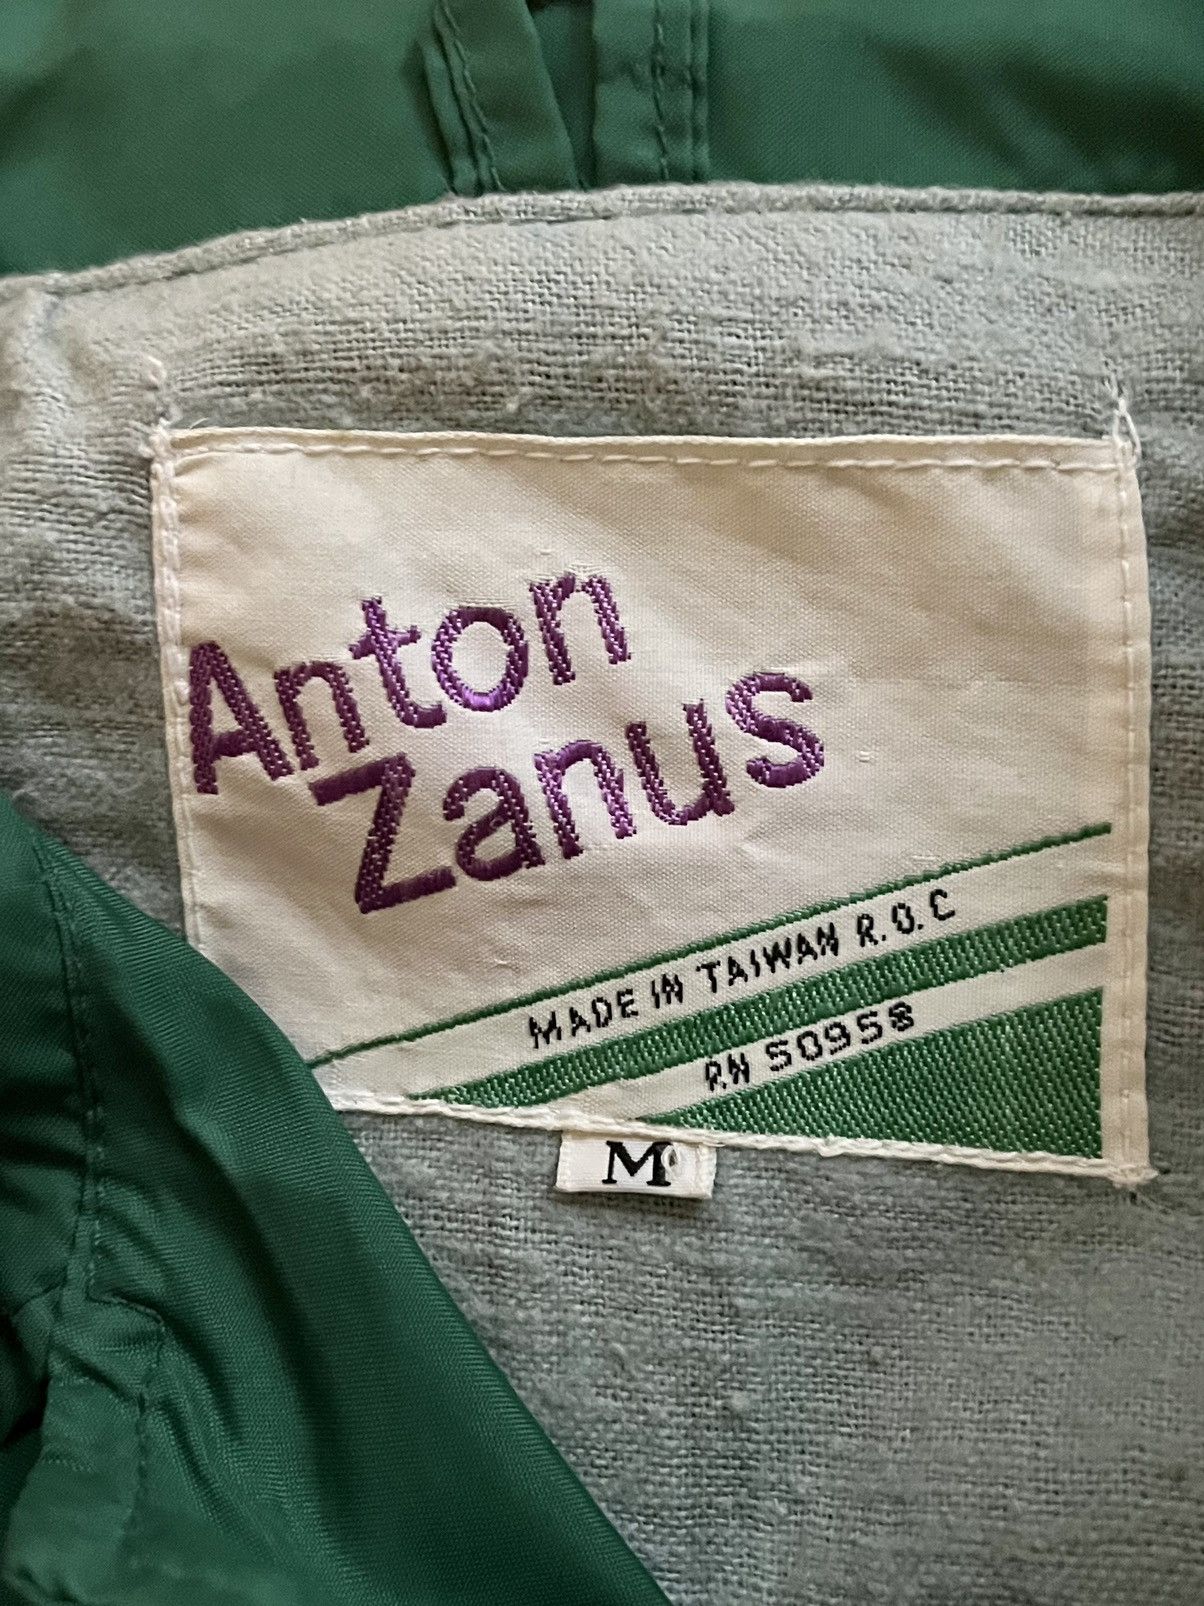 Anton
Zanus
MADE IN TAIWAN R.O.C
RN 50958
M